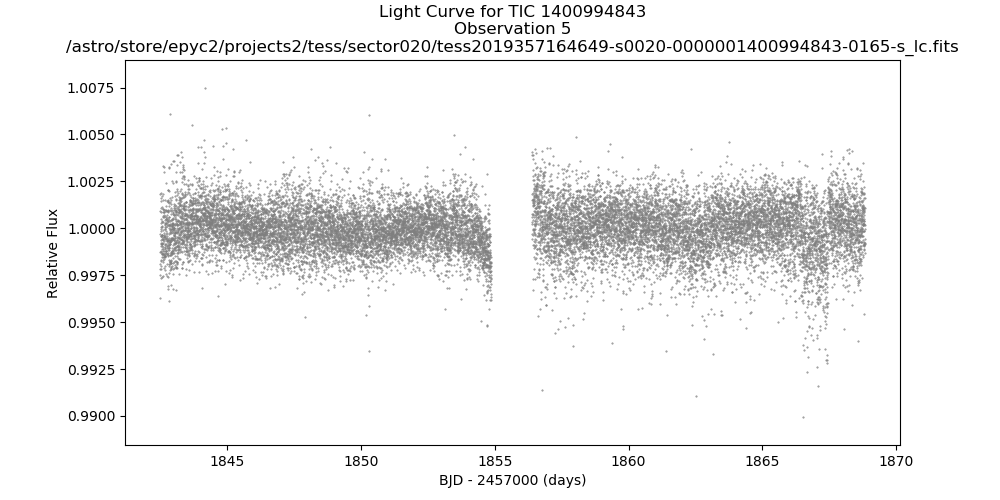 Light Curve for TIC 1400994843
Observation 5
/astro/store/epyc2/projects2/tess/sector020/tess2019357164649-s0020-0000001400994843-0165-s_lc.fits
1.0075
1.0050
1.0025
1.0000
0.9975
0.9950
0.9925
0.9900
Relative Flux
1845
1850
1855
1860
1865
1870
BJD - 2457000 (days)